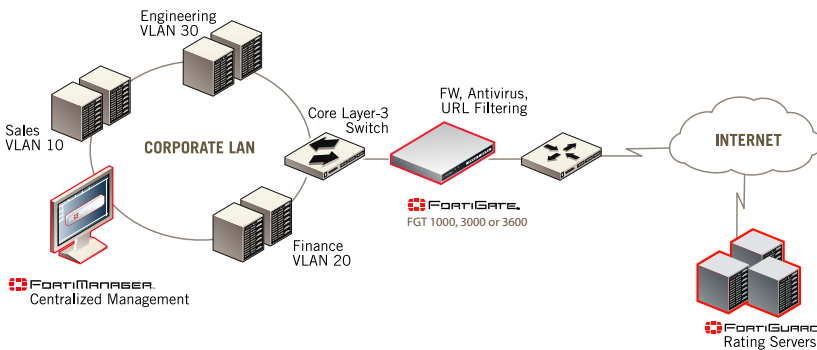 Engineering
VLAN 30
Sales
VLAN 10
CORPORATE LAN
Core Layer-3
Switch
FW, Antivirus,
URL Filtering
INTERNET
FORTIGATE.
FGT 1000, 3000 or 3600
Finance
VLAN 20
FORTIMANAGER.
Centralized Management
FORTIGUARD
Rating Servers